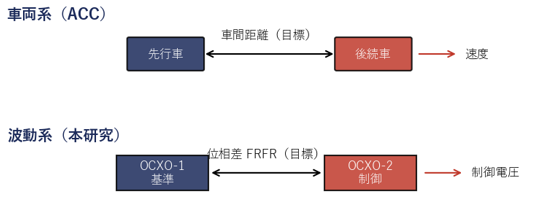 車両系（ACC）
車間距離（目標）
先行車
後続車
速度
波動系（本研究）
位相差 FRFR（目標）
OCXO-1
基準
OCXO-2
制御
制御電圧